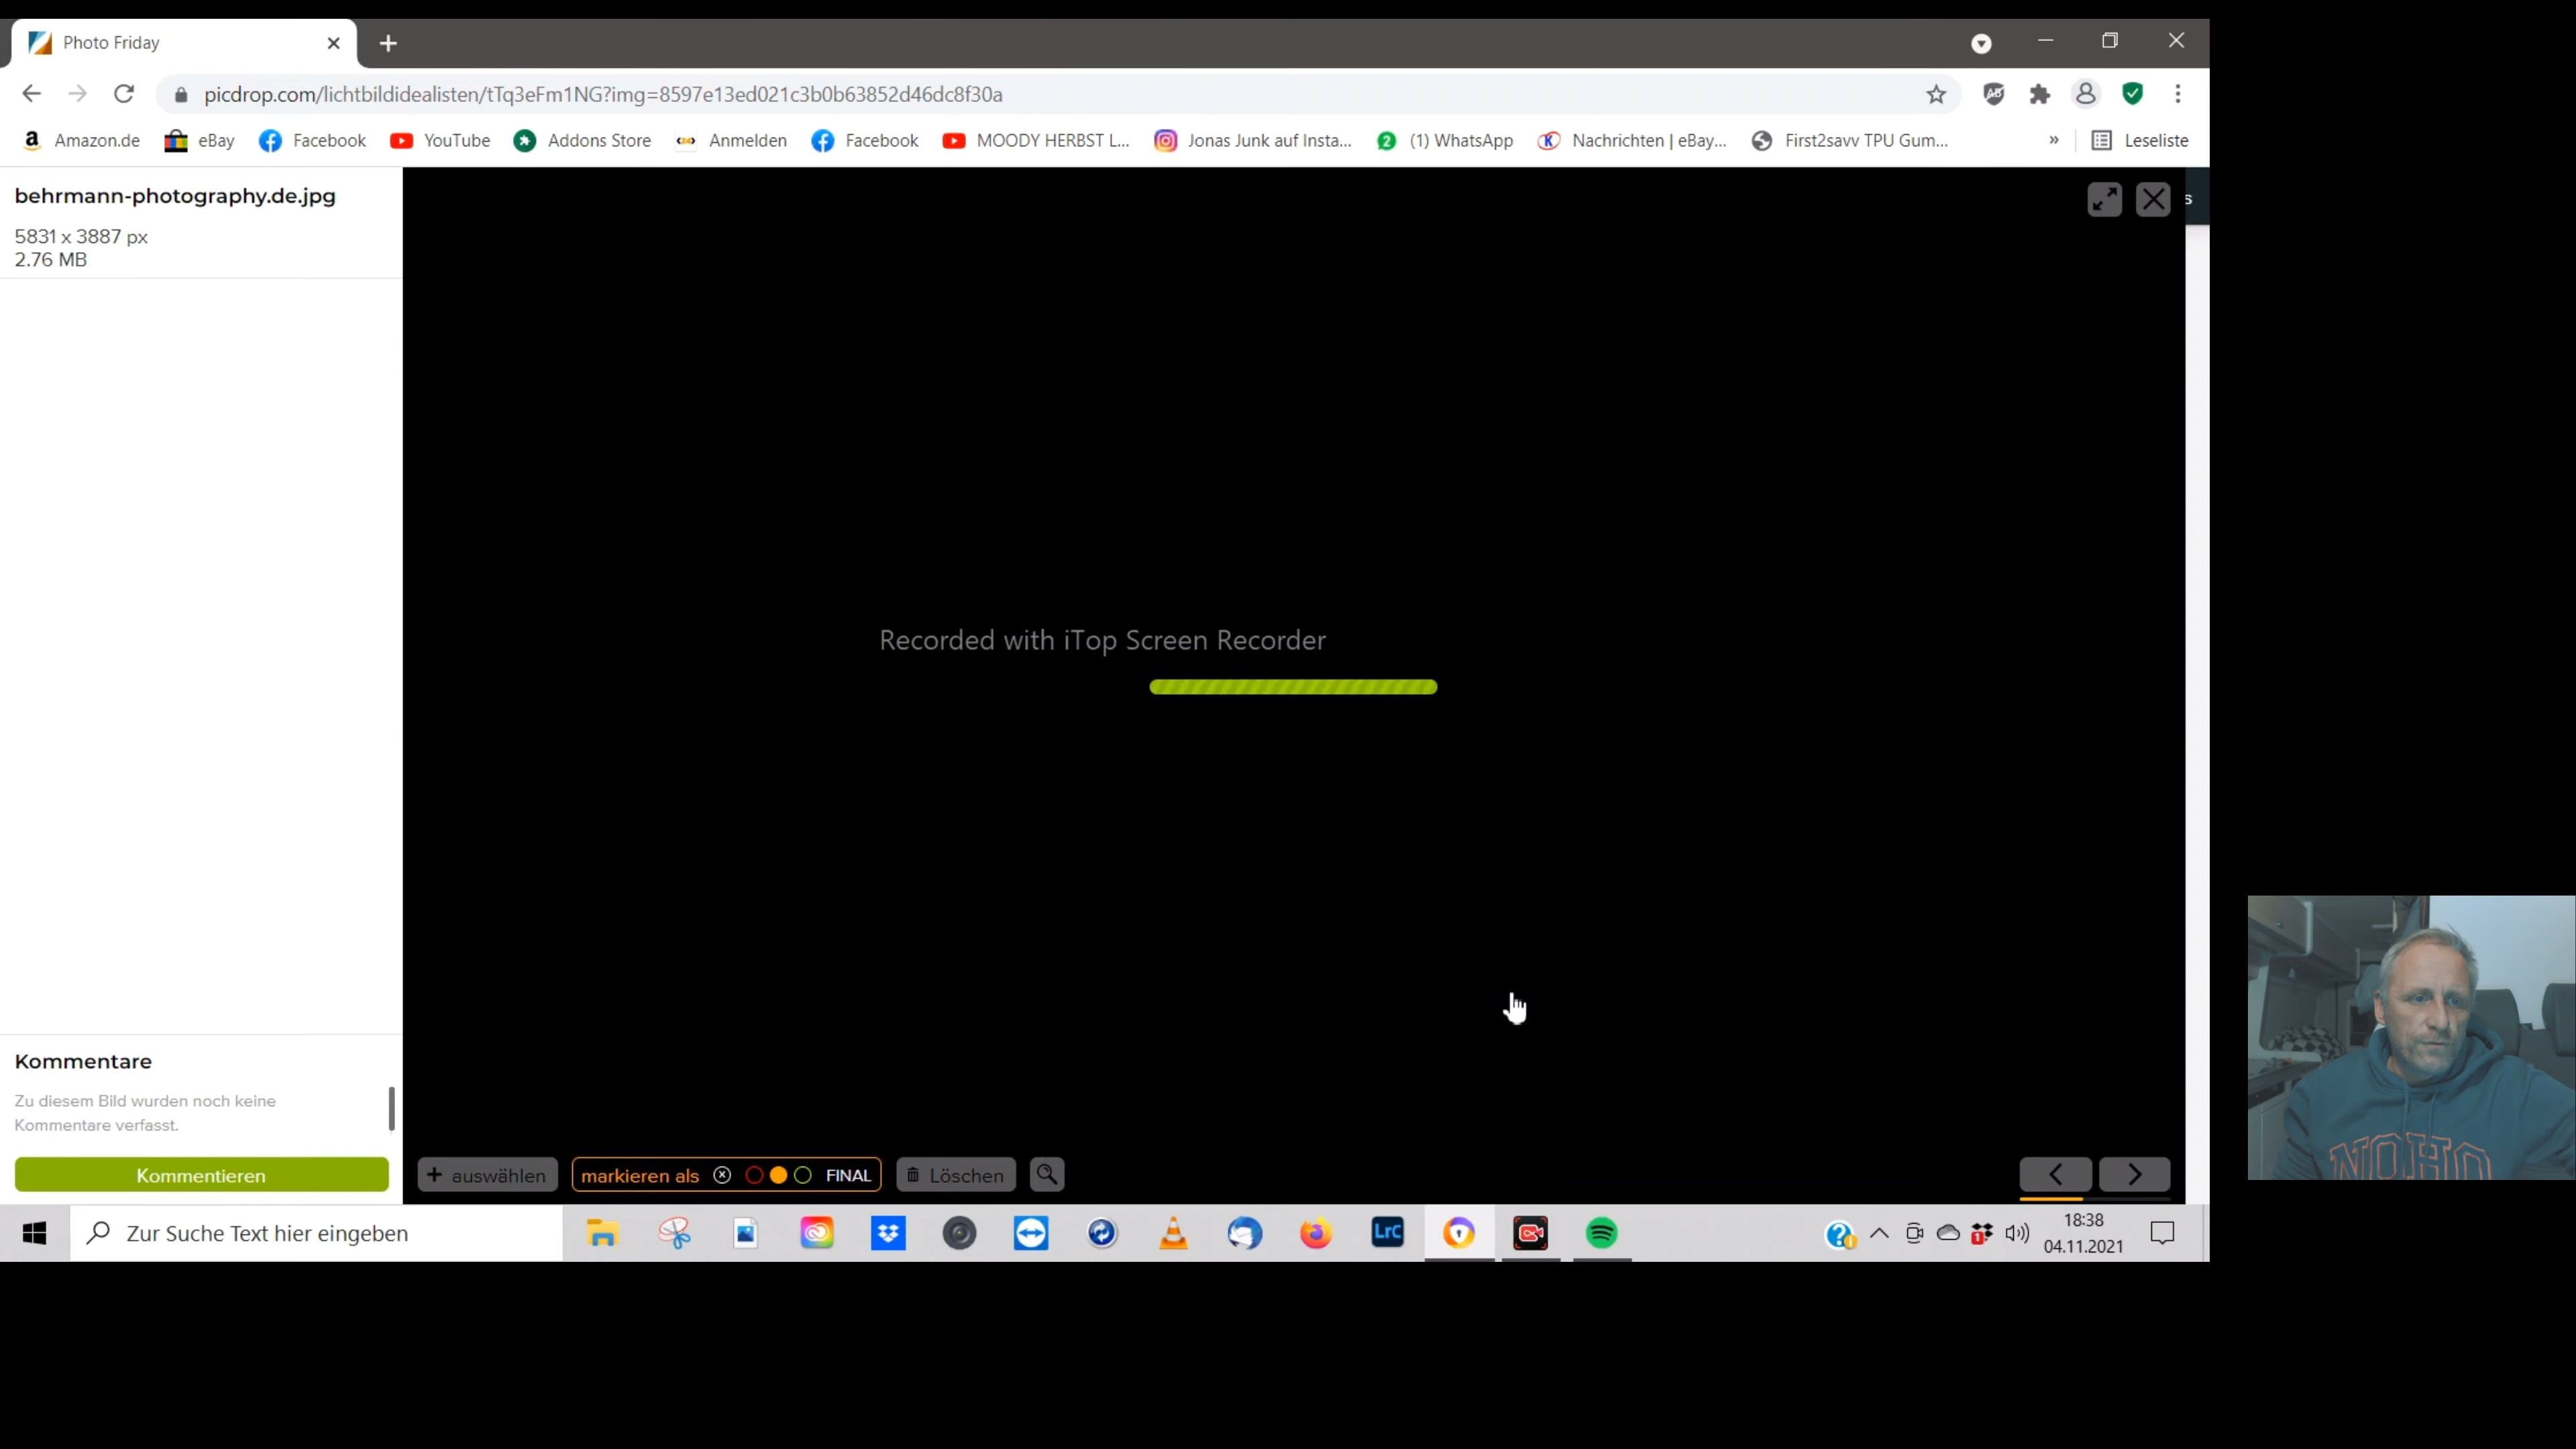 Photo Friday
picdrop.com/lichtbildidealisten/tTq3eFm1NG?img=8597e13ed021c3b0b63852d46dc8f30a
Amazon.de eBay Facebook YouTube Addons Store Anmelden Facebook MOODY HERBST L... Jonas Junk auf Insta... 2 (1) WhatsApp Nachrichten | eBay... First2savv TPU Gum... » Leseliste
behrmann-photography.de.jpg
s
5831 x 3887 px
2.76 MB
Recorded with iTop Screen Recorder
Kommentare
Zu diesem Bild wurden noch keine
Kommentare verfasst.
Kommentieren
+ auswählen
markieren als FINAL
Löschen
NOHO
Zur Suche Text hier eingeben
LrC
1
18:38
04.11.2021